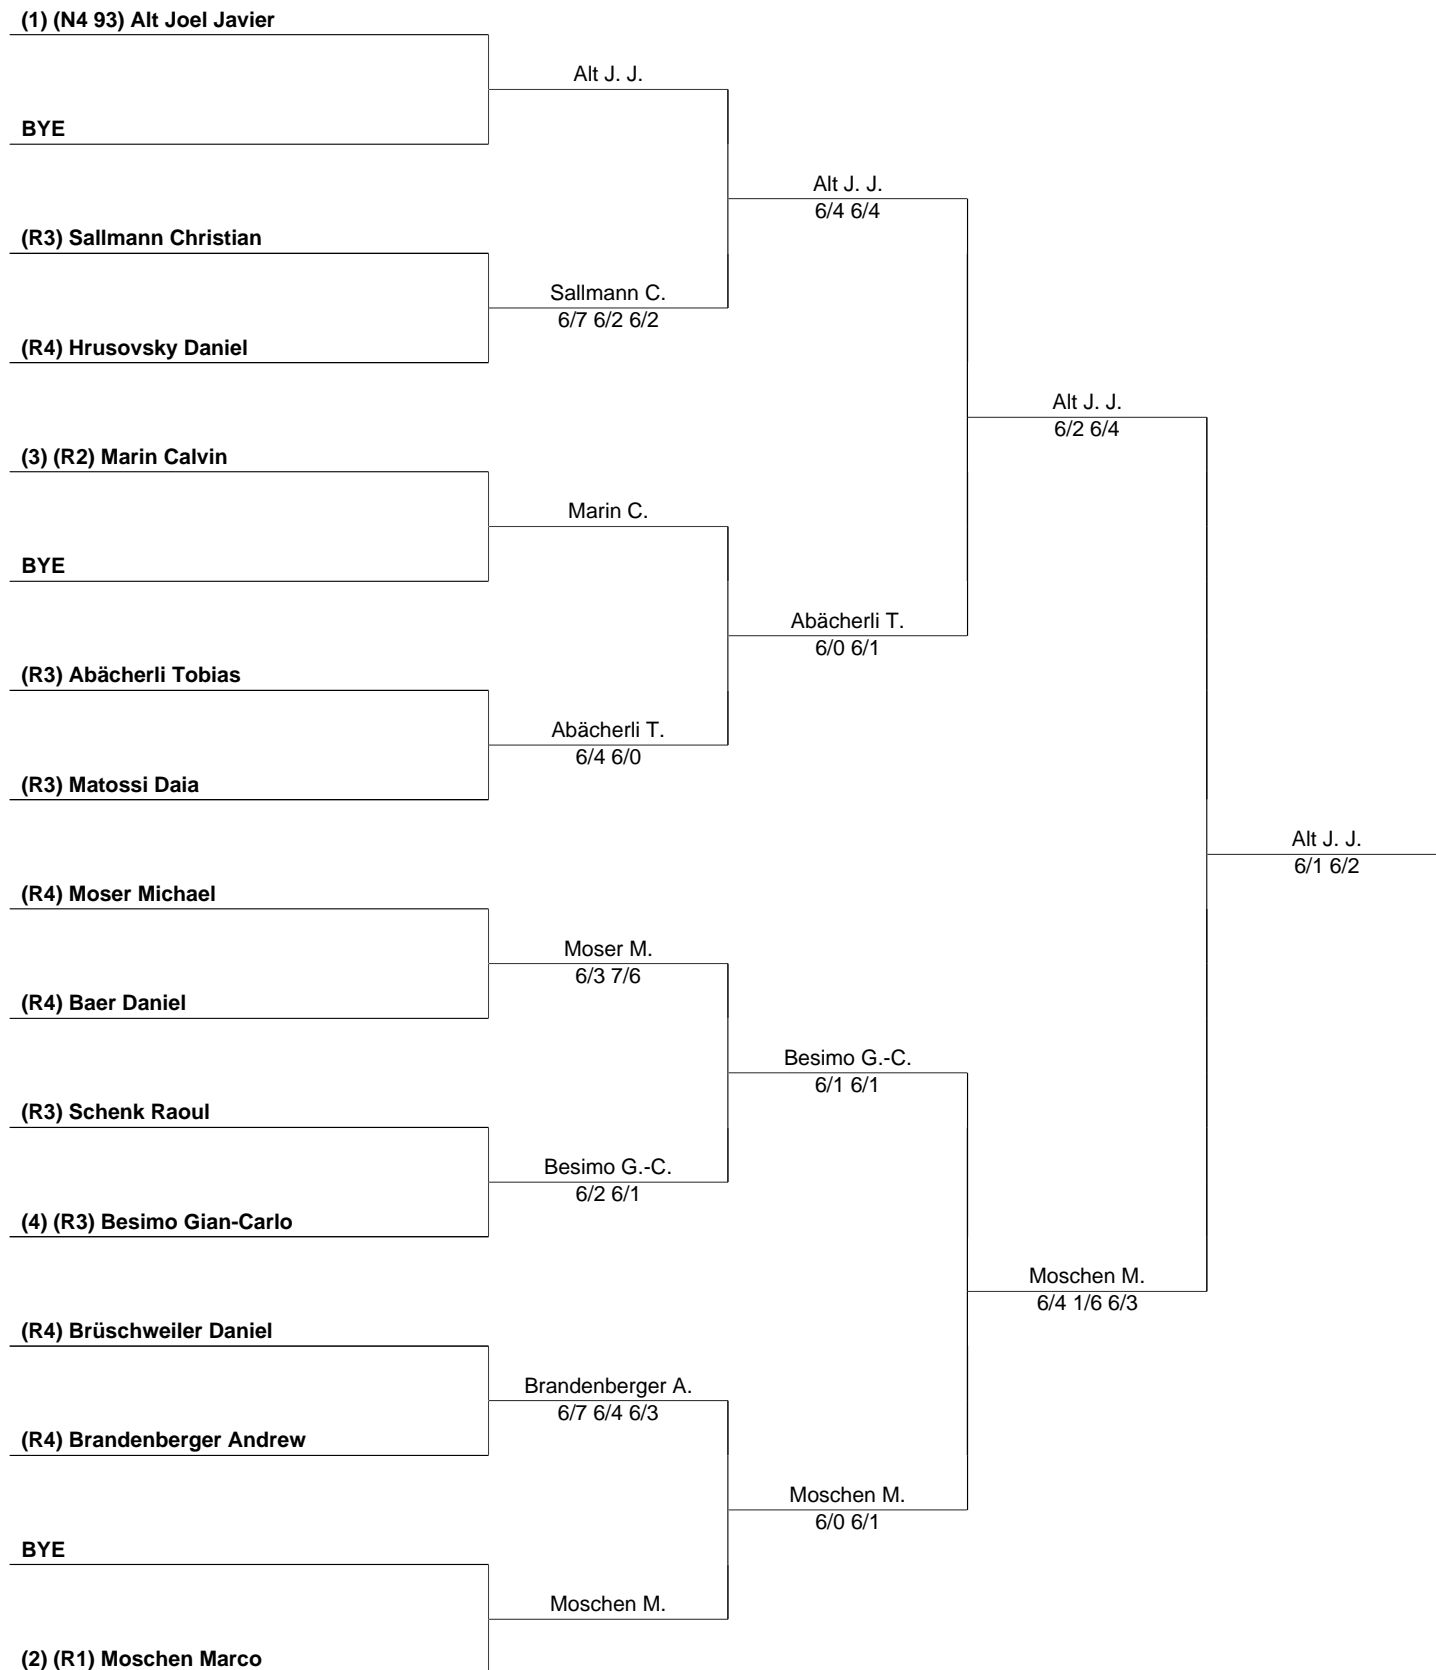 (1) (N4 93) Alt Joel Javier
Alt J. J.
BYE
Alt J. J.
6/4 6/4
(R3) Sallmann Christian
Sallmann C.
6/7 6/2 6/2
(R4) Hrusovsky Daniel
Alt J. J.
6/2 6/4
(3) (R2) Marin Calvin
Marin C.
BYE
Abächerli T.
6/0 6/1
(R3) Abächerli Tobias
Abächerli T.
6/4 6/0
(R3) Matossi Daia
Alt J. J.
6/1 6/2
(R4) Moser Michael
Moser M.
6/3 7/6
(R4) Baer Daniel
Besimo G.-C.
6/1 6/1
(R3) Schenk Raoul
Besimo G.-C.
6/2 6/1
(4) (R3) Besimo Gian-Carlo
Moschen M.
6/4 1/6 6/3
(R4) Brüschweiler Daniel
Brandenberger A.
6/7 6/4 6/3
(R4) Brandenberger Andrew
Moschen M.
6/0 6/1
BYE
Moschen M.
(2) (R1) Moschen Marco